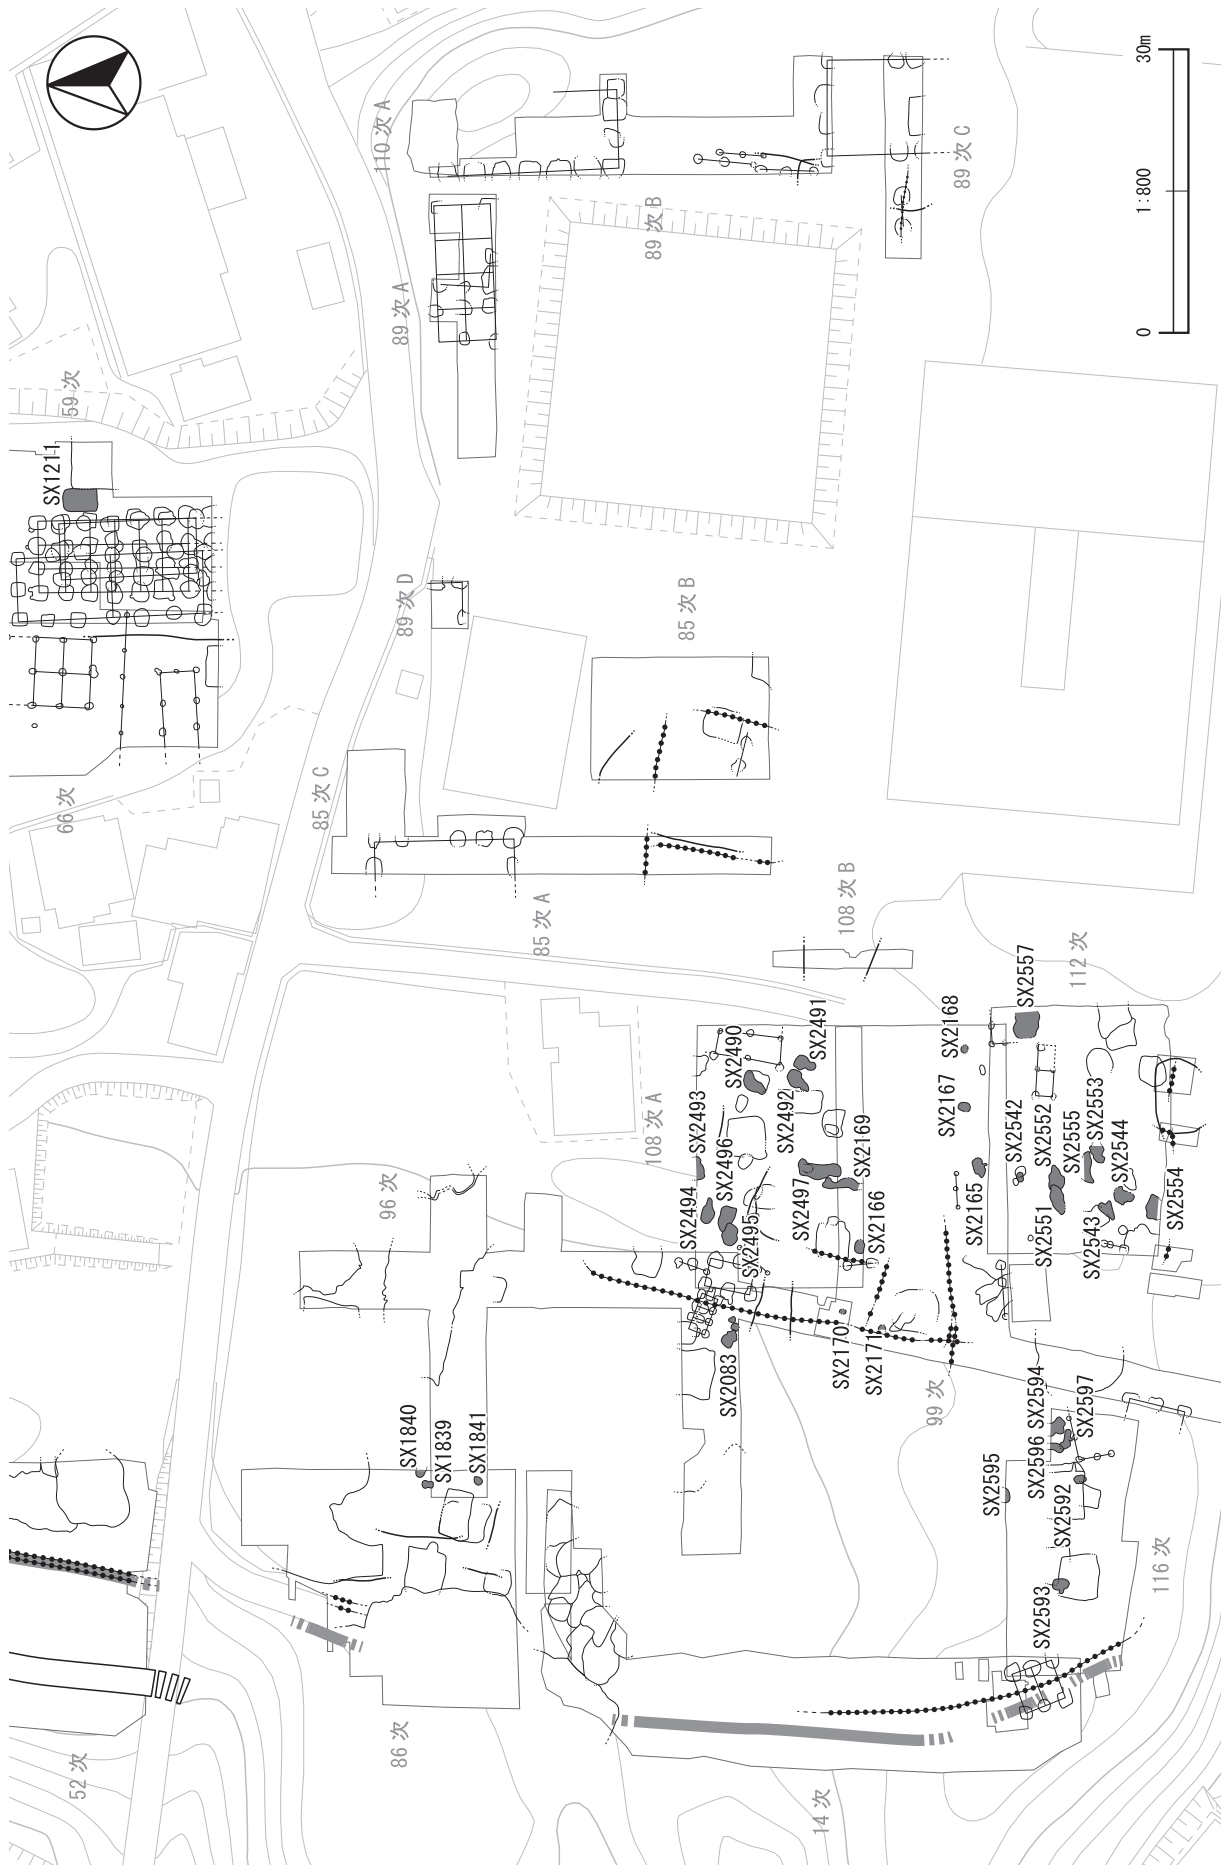 110 次 A
89 次 A
89 次 B
89 次 C
30m
1:800
0
59 次
SX1211
89 次 D
85 次 B
66 次
85 次 C
85 次 A
108 次 B
112 次
SX2557
SX2168
SX2167
SX2491
SX2490
SX2492
SX2493
108 次 A
SX2496
SX2494
SX2495
SX2497
SX2169
SX2166
SX2165
SX2542
SX2552
SX2555
SX2553
SX2544
SX2551
SX2543
SX2554
96 次
SX2083
SX2170
SX2171
99 次
SX1840
SX1839
SX1841
SX2595
SX2594
SX2596
SX2597
SX2592
SX2593
116 次
52 次
86 次
14 次